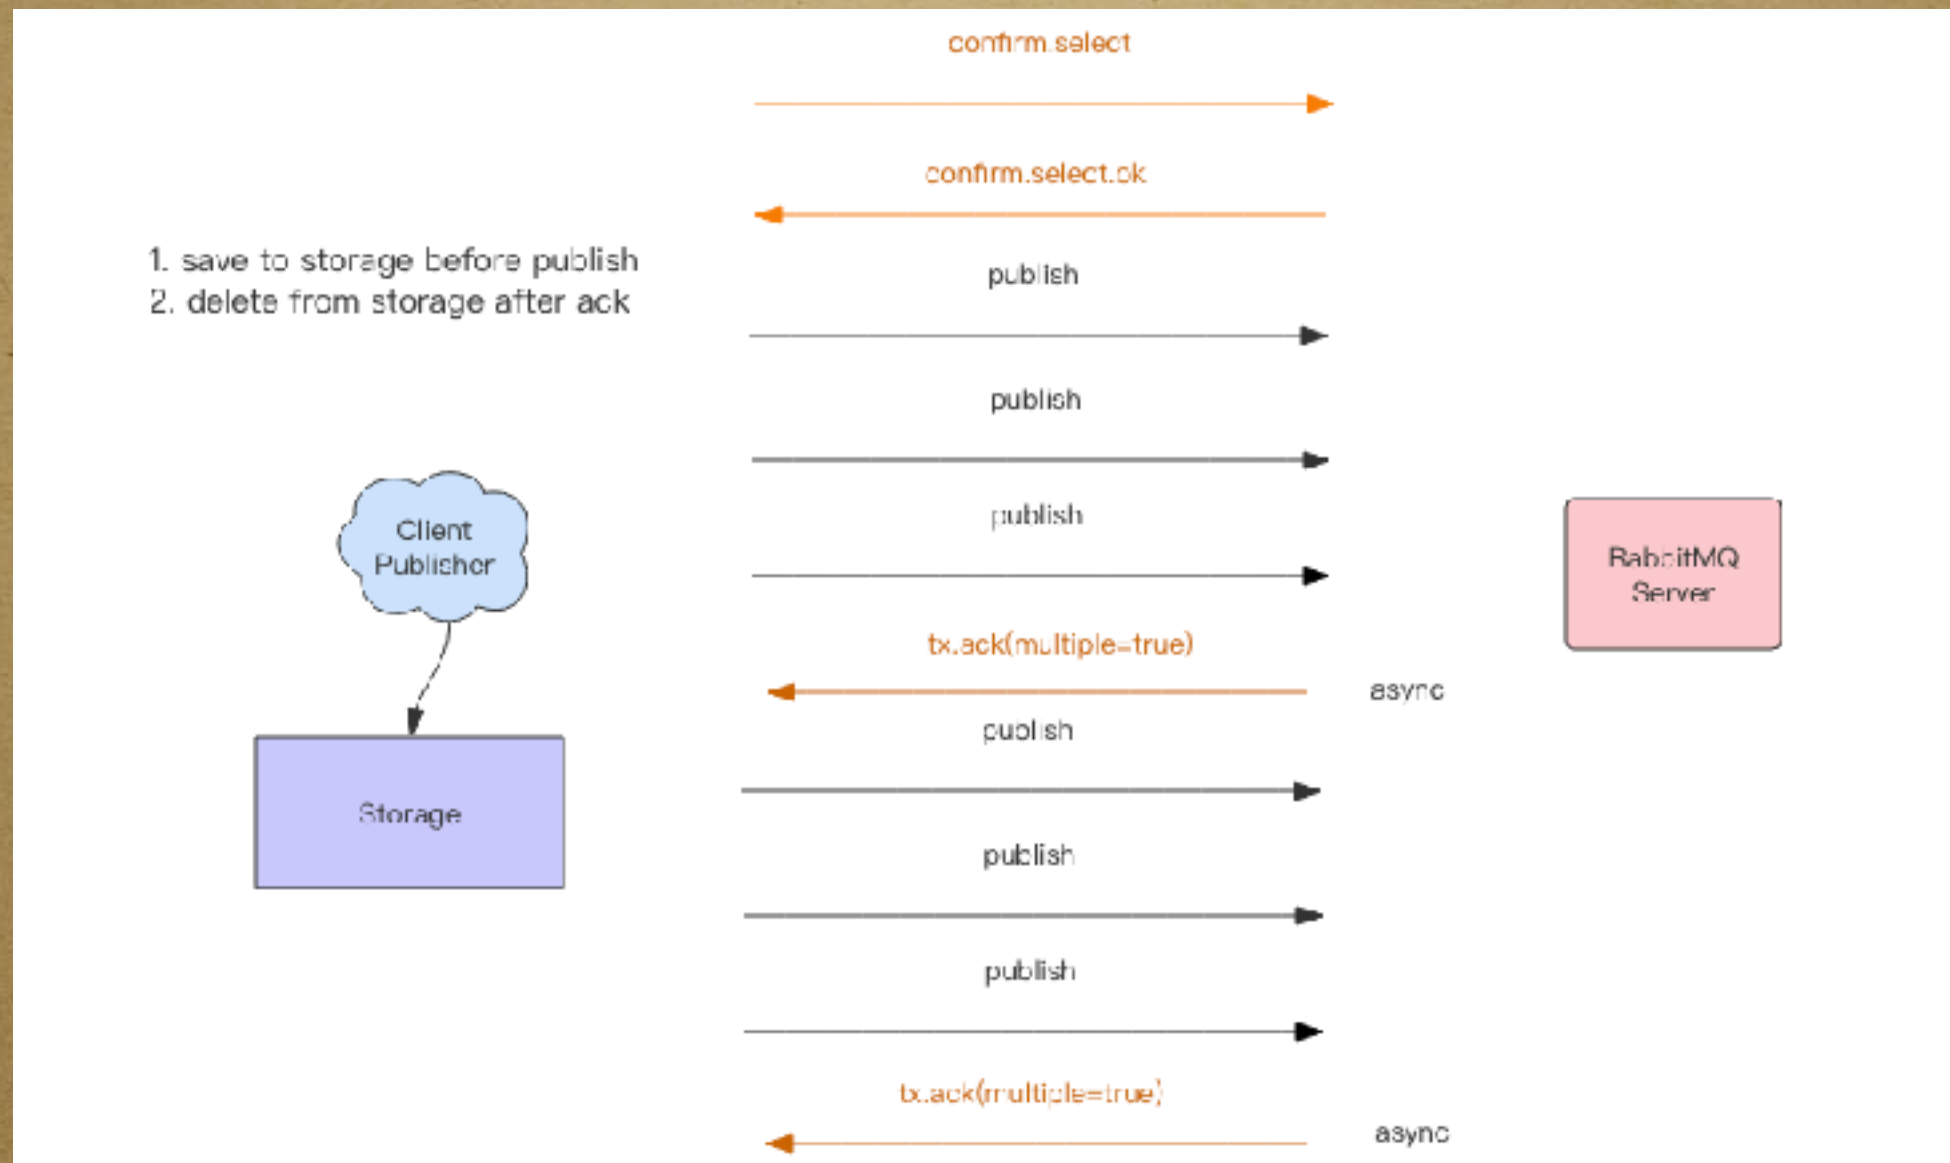 confirm.select
confirm.select.ok
1. save to storage before publish
2. delete from storage after ack
publish
publish
publish
Client
Publisher
RabbitMQ
Server
tx.ack(multiple=true)
async
publish
Storage
publish
publish
tx.ack(multiple=true)
async